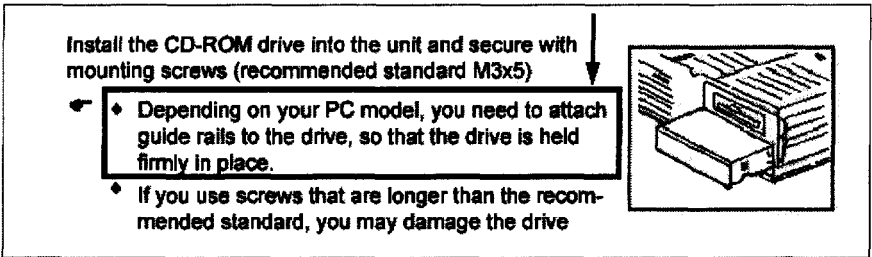 Install the CD-ROM drive into the unit and secure with
mounting screws (recommended standard M3x5)
♦ Depending on your PC model, you need to attach
guide rails to the drive, so that the drive is held
firmly in place.
♦ If you use screws that are longer than the recom-
mended standard, you may damage the drive